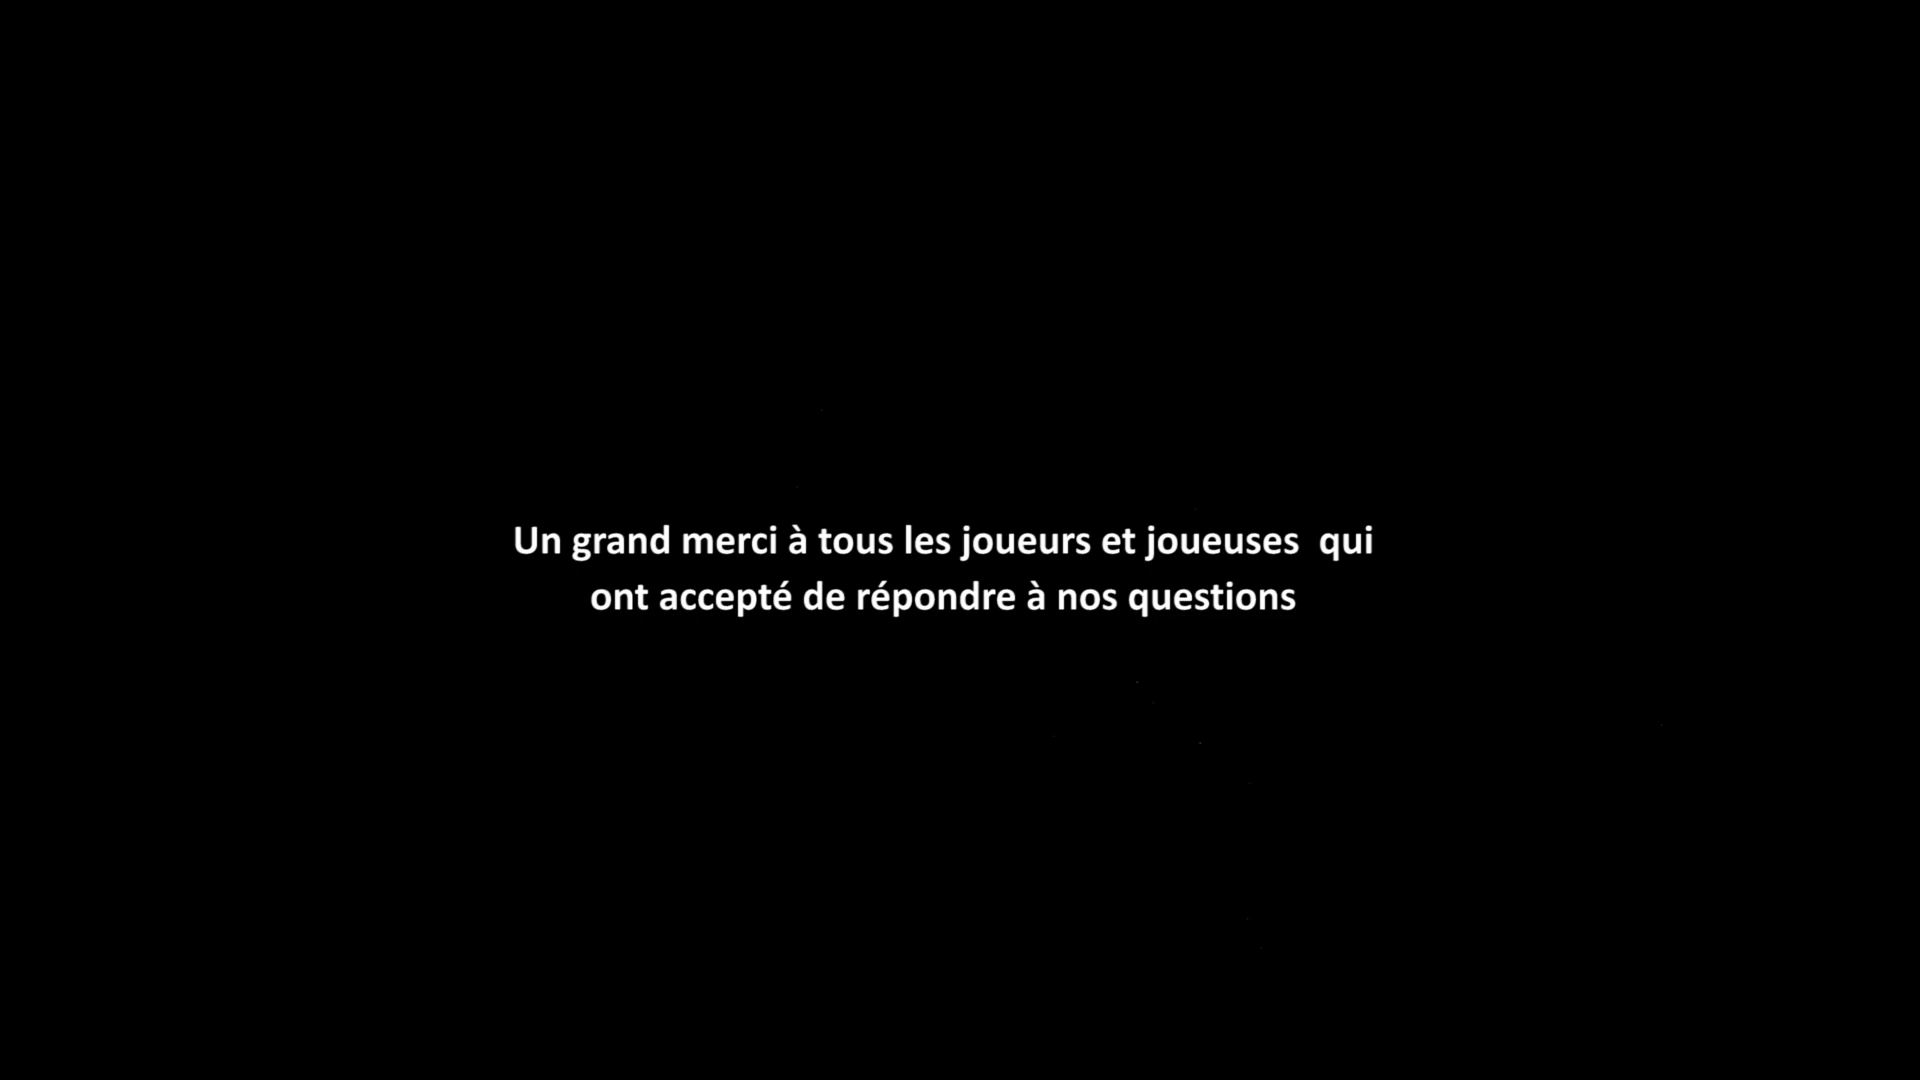 Un grand merci à tous les joueurs et joueuses  qui
ont accepté de répondre à nos questions